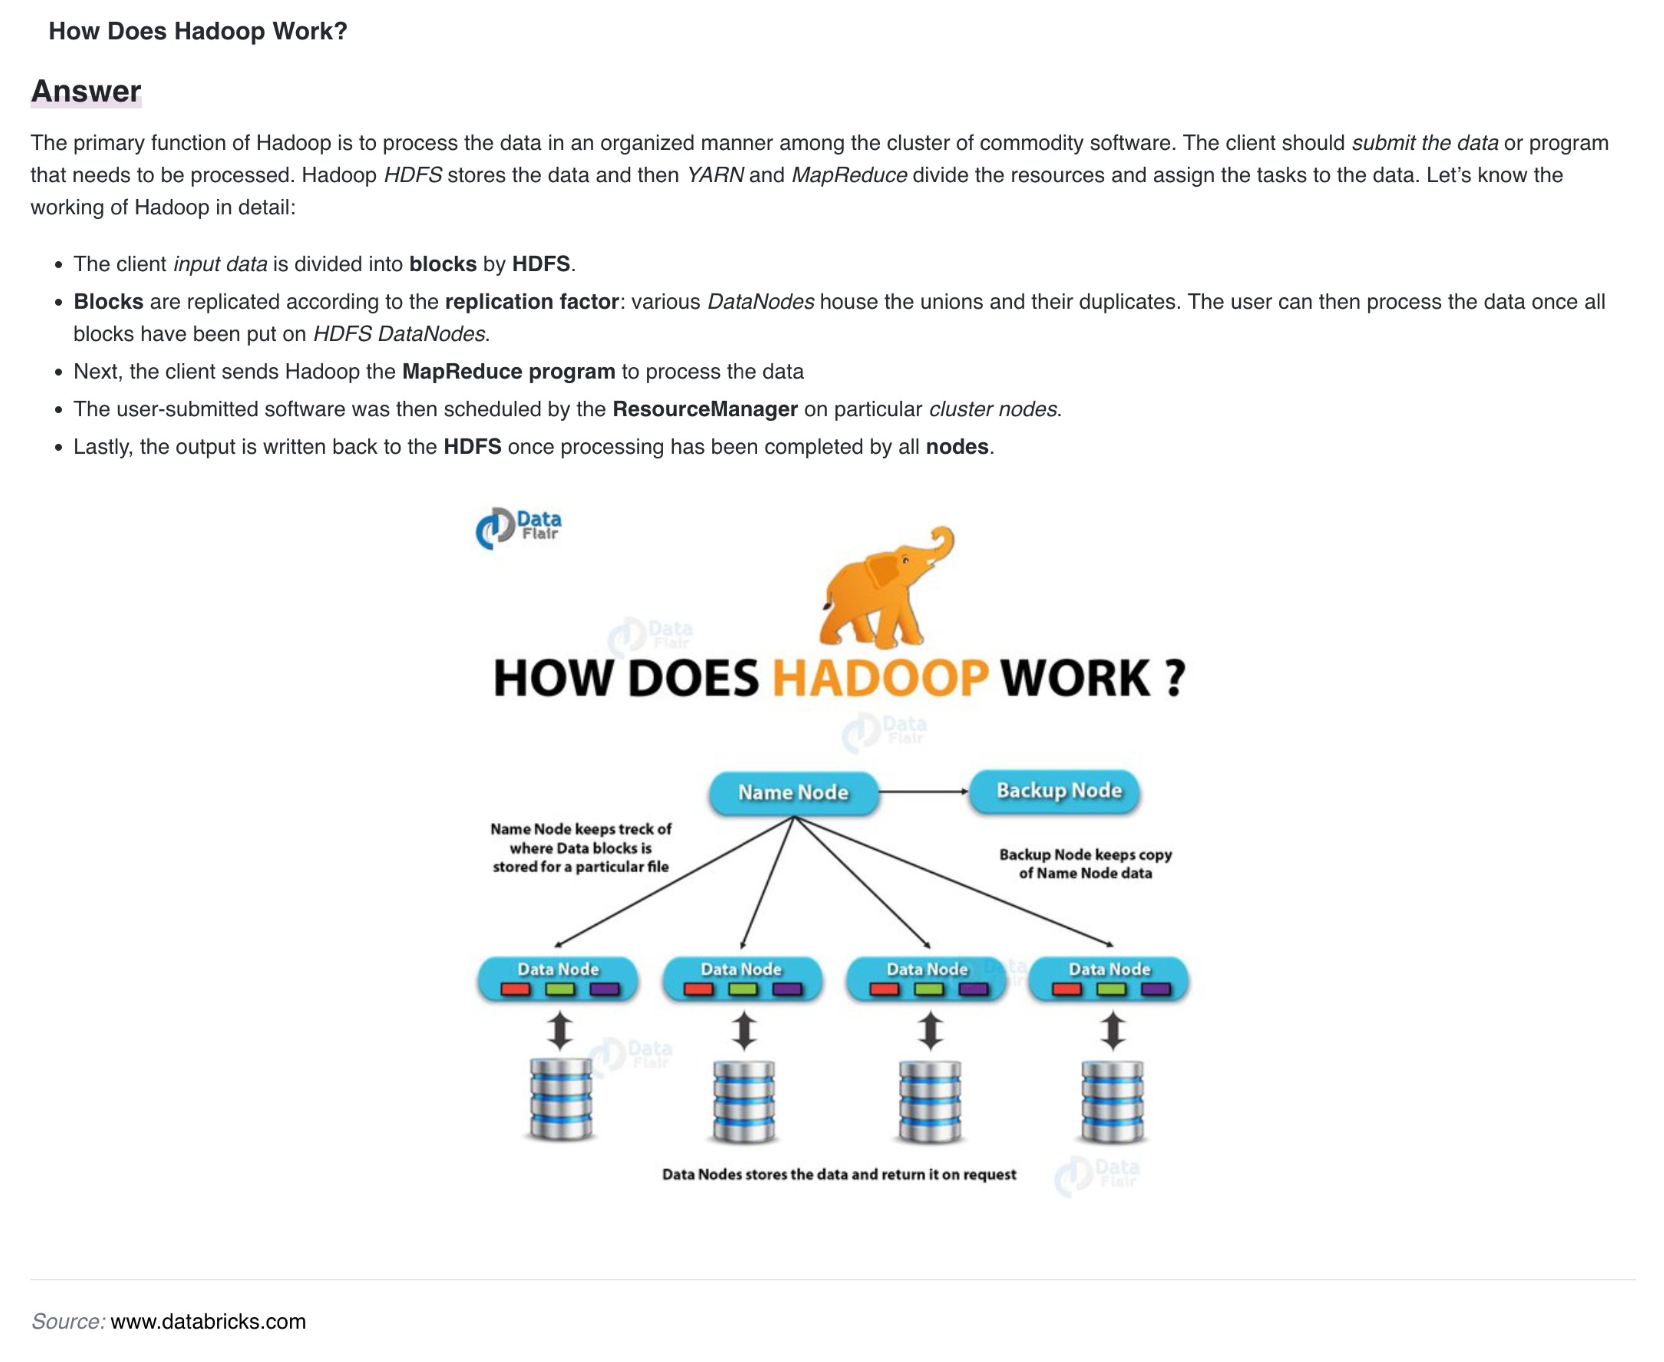 How Does Hadoop Work?
Answer
The primary function of Hadoop is to process the data in an organized manner among the cluster of commodity software. The client should submit the data or program
that needs to be processed. Hadoop HDFS stores the data and then YARN and MapReduce divide the resources and assign the tasks to the data. Let’s know the
working of Hadoop in detail:
• The client input data is divided into blocks by HDFS.
• Blocks are replicated according to the replication factor: various DataNodes house the unions and their duplicates. The user can then process the data once all
blocks have been put on HDFS DataNodes.
• Next, the client sends Hadoop the MapReduce program to process the data
• The user-submitted software was then scheduled by the ResourceManager on particular cluster nodes.
• Lastly, the output is written back to the HDFS once processing has been completed by all nodes.
Data
Flair
Data
Flair
HOW DOES HADOOP WORK ?
Data
Flair
Name Node
Backup Node
Name Node keeps treck of
where Data blocks is
stored for a particular file
Backup Node keeps copy
of Name Node data
Data Node
Data Node
Data Node
Data Node
Data
Flair
Data
Flair
Data Nodes stores the data and return it on request
Data
Flair
Source: www.databricks.com